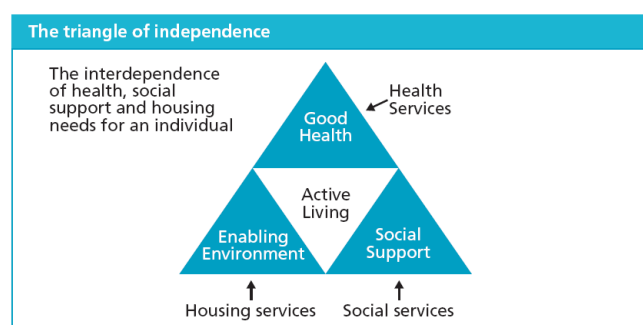 The triangle of independence
The interdependence
of health, social
support and housing
needs for an individual
Health
Services
Good
Health
Active
Living
Enabling
Environment
Social
Support
Housing services
Social services